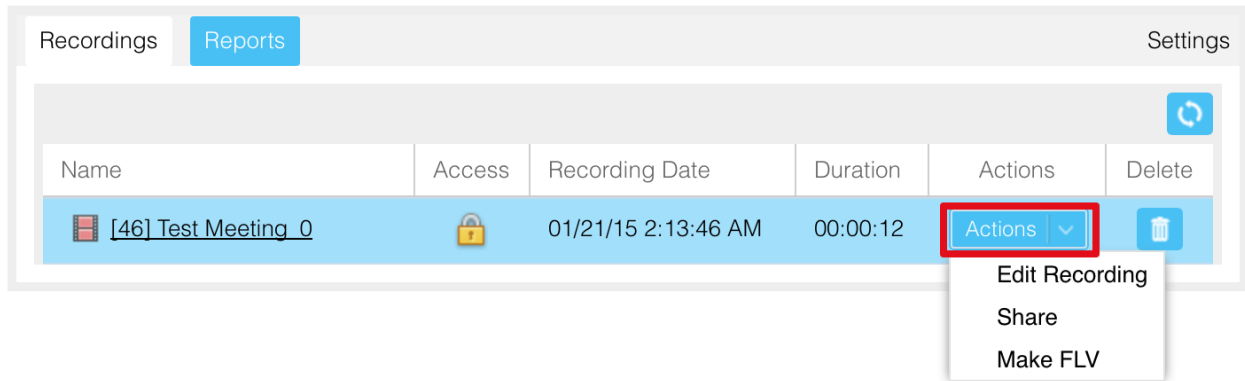 Recordings Reports Settings
Name Access Recording Date Duration Actions Delete
[46] Test Meeting_0 01/21/15 2:13:46 AM 00:00:12 Actions
Edit Recording
Share
Make FLV